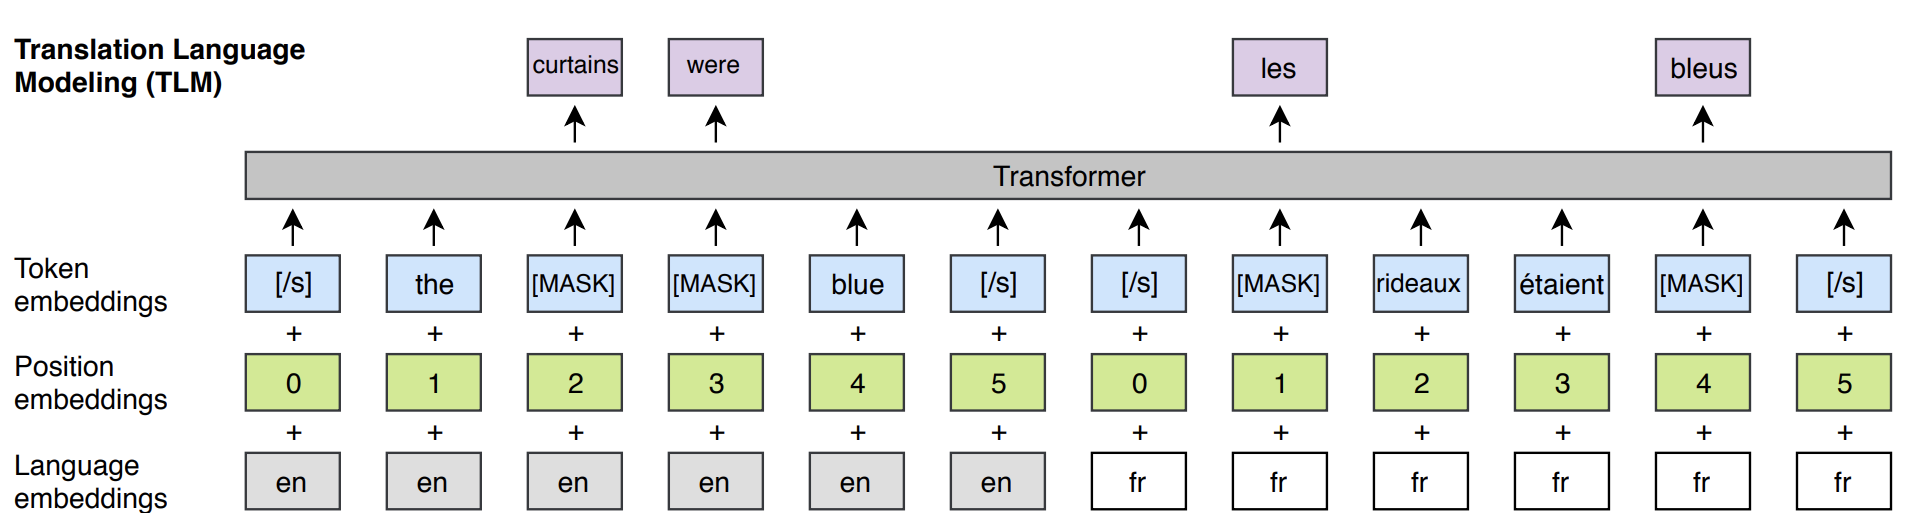 Translation Language
Modeling (TLM)
curtains were les bleus
Transformer
Token
embeddings
[/s] the [MASK] [MASK] blue [/s] [/s] [MASK] rideaux étaient [MASK] [/s]
+ + + + + + + + + + + +
Position
embeddings
0 1 2 3 4 5 0 1 2 3 4 5
+ + + + + + + + + + + +
Language
embeddings
en en en en en en fr fr fr fr fr fr